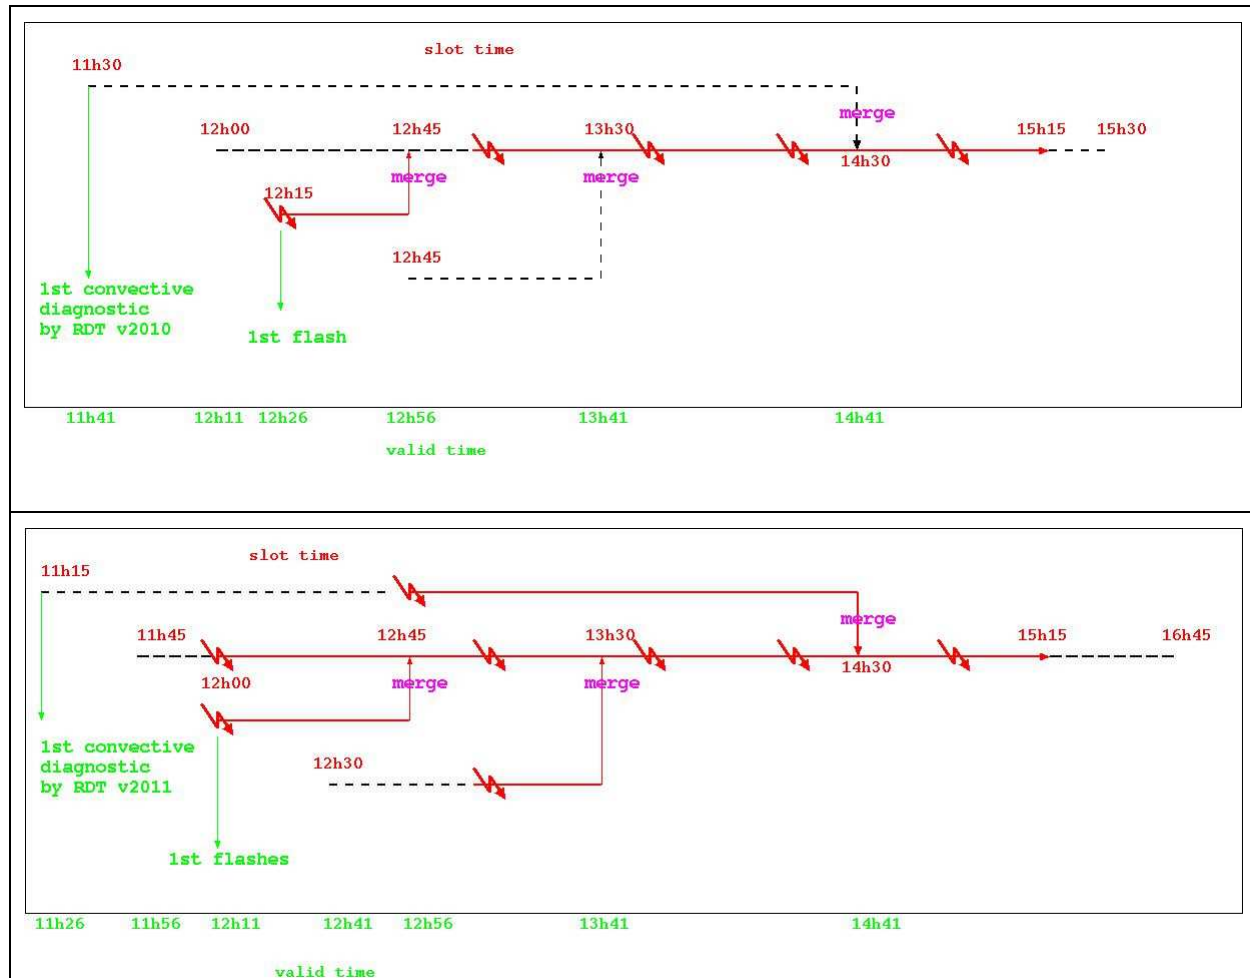 slot time
11h30
merge
12h00
12h45
13h30
15h15
15h30
14h30
merge
merge
12h15
12h45
1st convective
diagnostic
by RDT v2010
1st flash
11h41
12h11
12h26
12h56
13h41
14h41
valid time
slot time
11h15
merge
11h45
12h45
13h30
15h15
16h45
14h30
12h00
merge
merge
1st convective
diagnostic
by RDT v2011
12h30
1st flashes
11h26
11h56
12h11
12h41
12h56
13h41
14h41
valid time